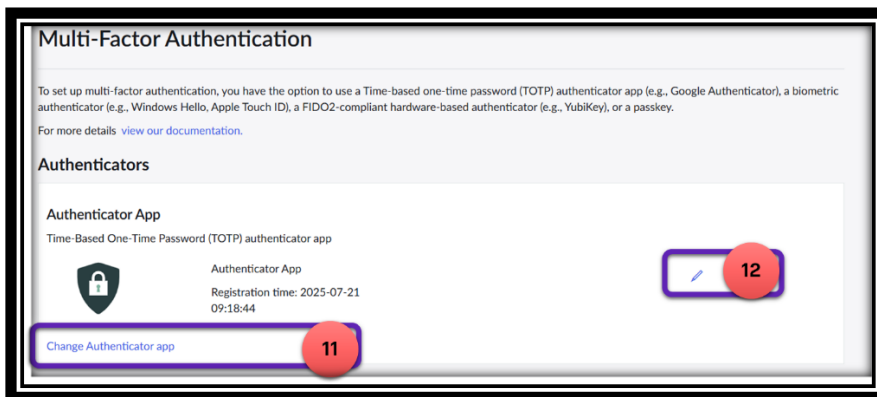 Multi-Factor Authentication
To set up multi-factor authentication, you have the option to use a Time-based one-time password (TOTP) authenticator app (e.g., Google Authenticator), a biometric
authenticator (e.g., Windows Hello, Apple Touch ID), a FIDO2-compliant hardware-based authenticator (e.g., YubiKey), or a passkey.
For more details view our documentation.
Authenticators
Authenticator App
Time-Based One-Time Password (TOTP) authenticator app
Authenticator App
12
Registration time: 2025-07-21
09:18:44
Change Authenticator app
11